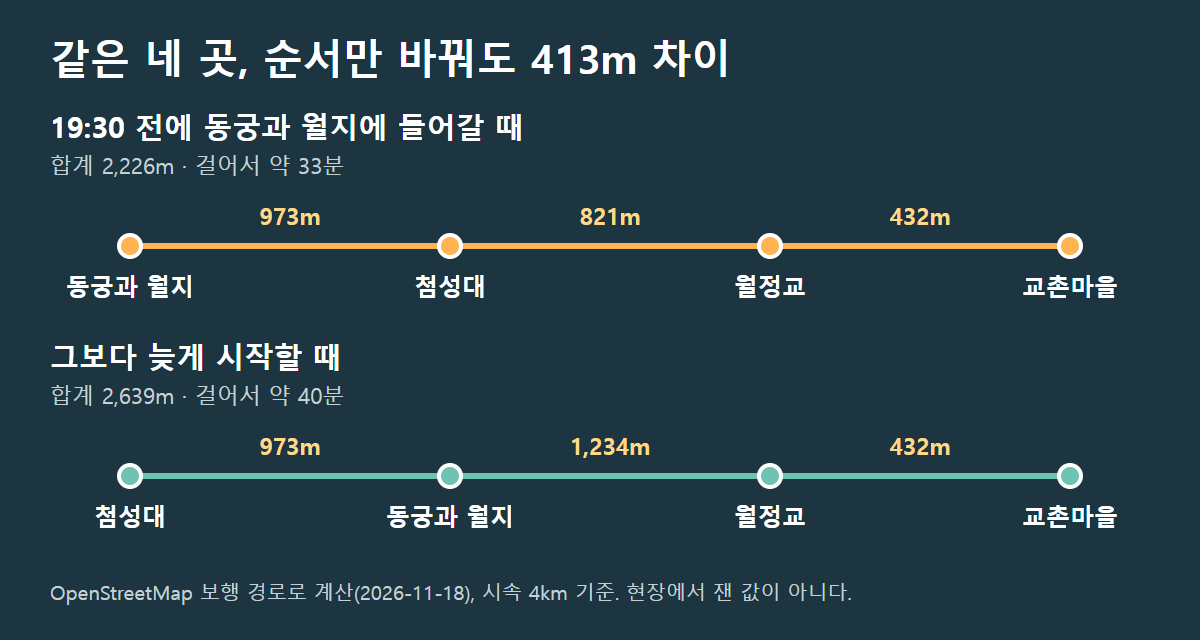 같은 네 곳, 순서만 바꿔도 413m 차이
19:30 전에 동궁과 월지에 들어갈 때
합계 2,226m · 걸어서 약 33분
973m 821m 432m
동궁과 월지 첨성대 월정교 교촌마을
그보다 늦게 시작할 때
합계 2,639m · 걸어서 약 40분
973m 1,234m 432m
첨성대 동궁과 월지 월정교 교촌마을
OpenStreetMap 보행 경로로 계산(2026-11-18), 시속 4km 기준. 현장에서 잰 값이 아니다.